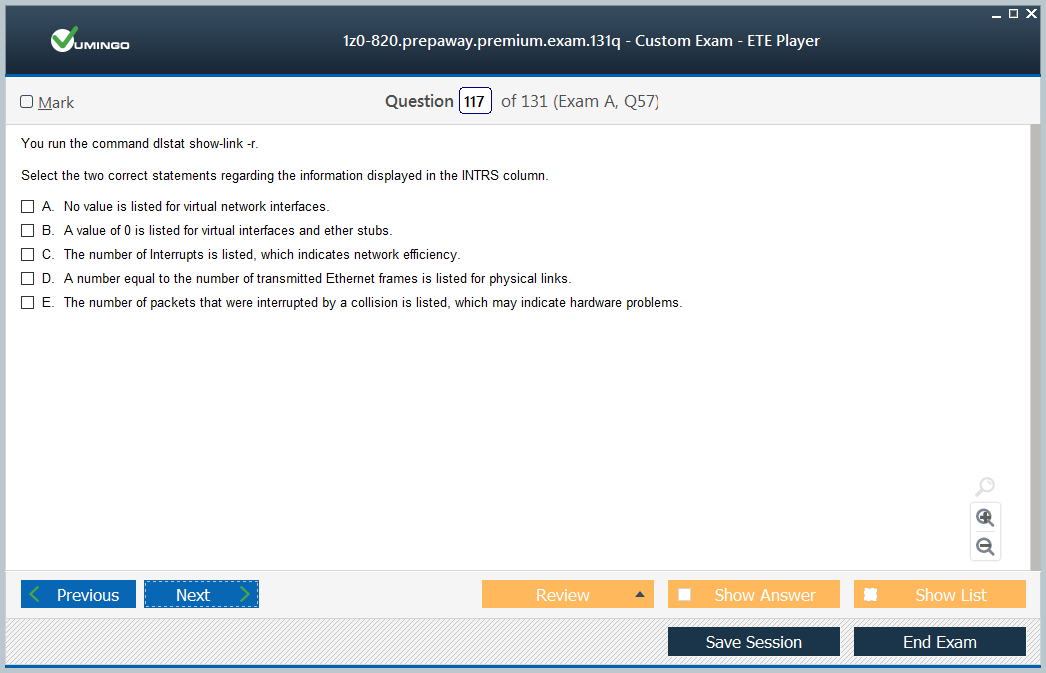 VUMINGO
1z0-820.prepaway.premium.exam.131q - Custom Exam - ETE Player
Mark
Question 117 of 131 (Exam A, Q57)
You run the command dlstat show-link -r.
Select the two correct statements regarding the information displayed in the INTRS column.
A. No value is listed for virtual network interfaces.
B. A value of 0 is listed for virtual interfaces and ether stubs.
C. The number of Interrupts is listed, which indicates network efficiency.
D. A number equal to the number of transmitted Ethernet frames is listed for physical links.
E. The number of packets that were interrupted by a collision is listed, which may indicate hardware problems.
Previous
Next
Review
Show Answer
Show List
Save Session
End Exam